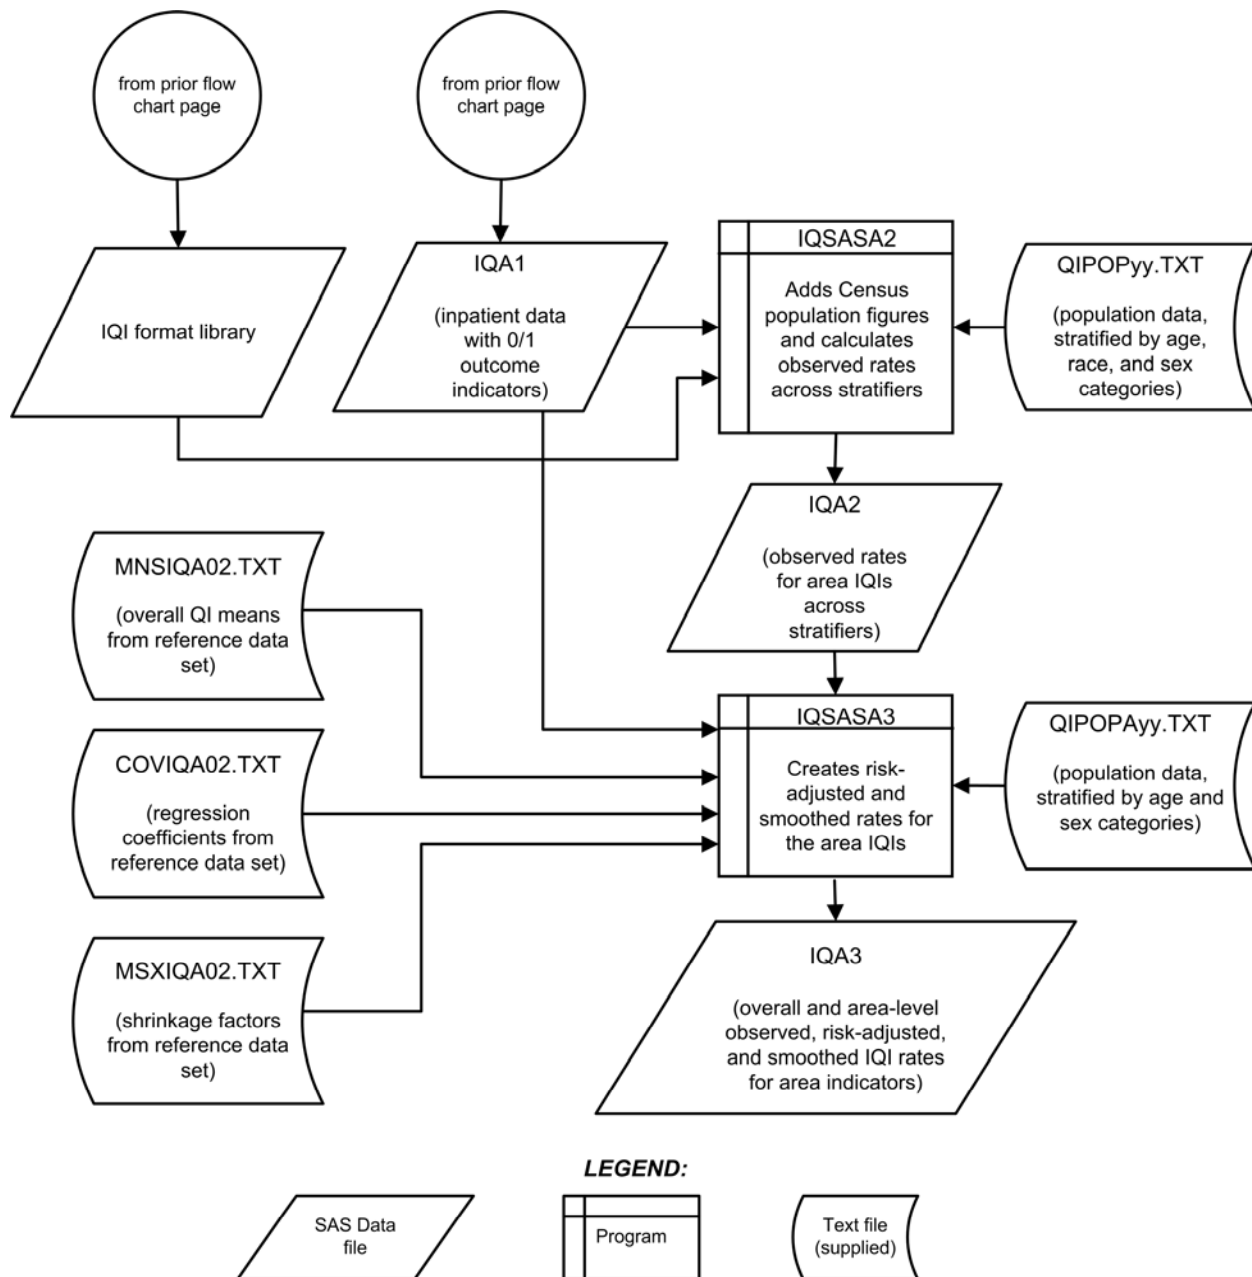 from prior flow
chart page
from prior flow
chart page
IQI format library
IQA1
(inpatient data
with 0/1
outcome
indicators)
IQSASA2
Adds Census
population figures
and calculates
observed rates
across stratifiers
QIPOPyy.TXT
(population data,
stratified by age,
race, and sex
categories)
IQA2
(observed rates
for area IQIs
across
stratifiers)
MNSIQA02.TXT
(overall QI means
from reference data
set)
COVIQA02.TXT
(regression
coefficients from
reference data set)
MSXIQA02.TXT
(shrinkage factors
from reference data
set)
IQSASA3
Creates risk-
adjusted and
smoothed rates for
the area IQIs
QIPOPAyy.TXT
(population data,
stratified by age and
sex categories)
IQA3
(overall and area-level
observed, risk-adjusted,
and smoothed IQI rates
for area indicators)
LEGEND:
SAS Data
file
Program
Text file
(supplied)